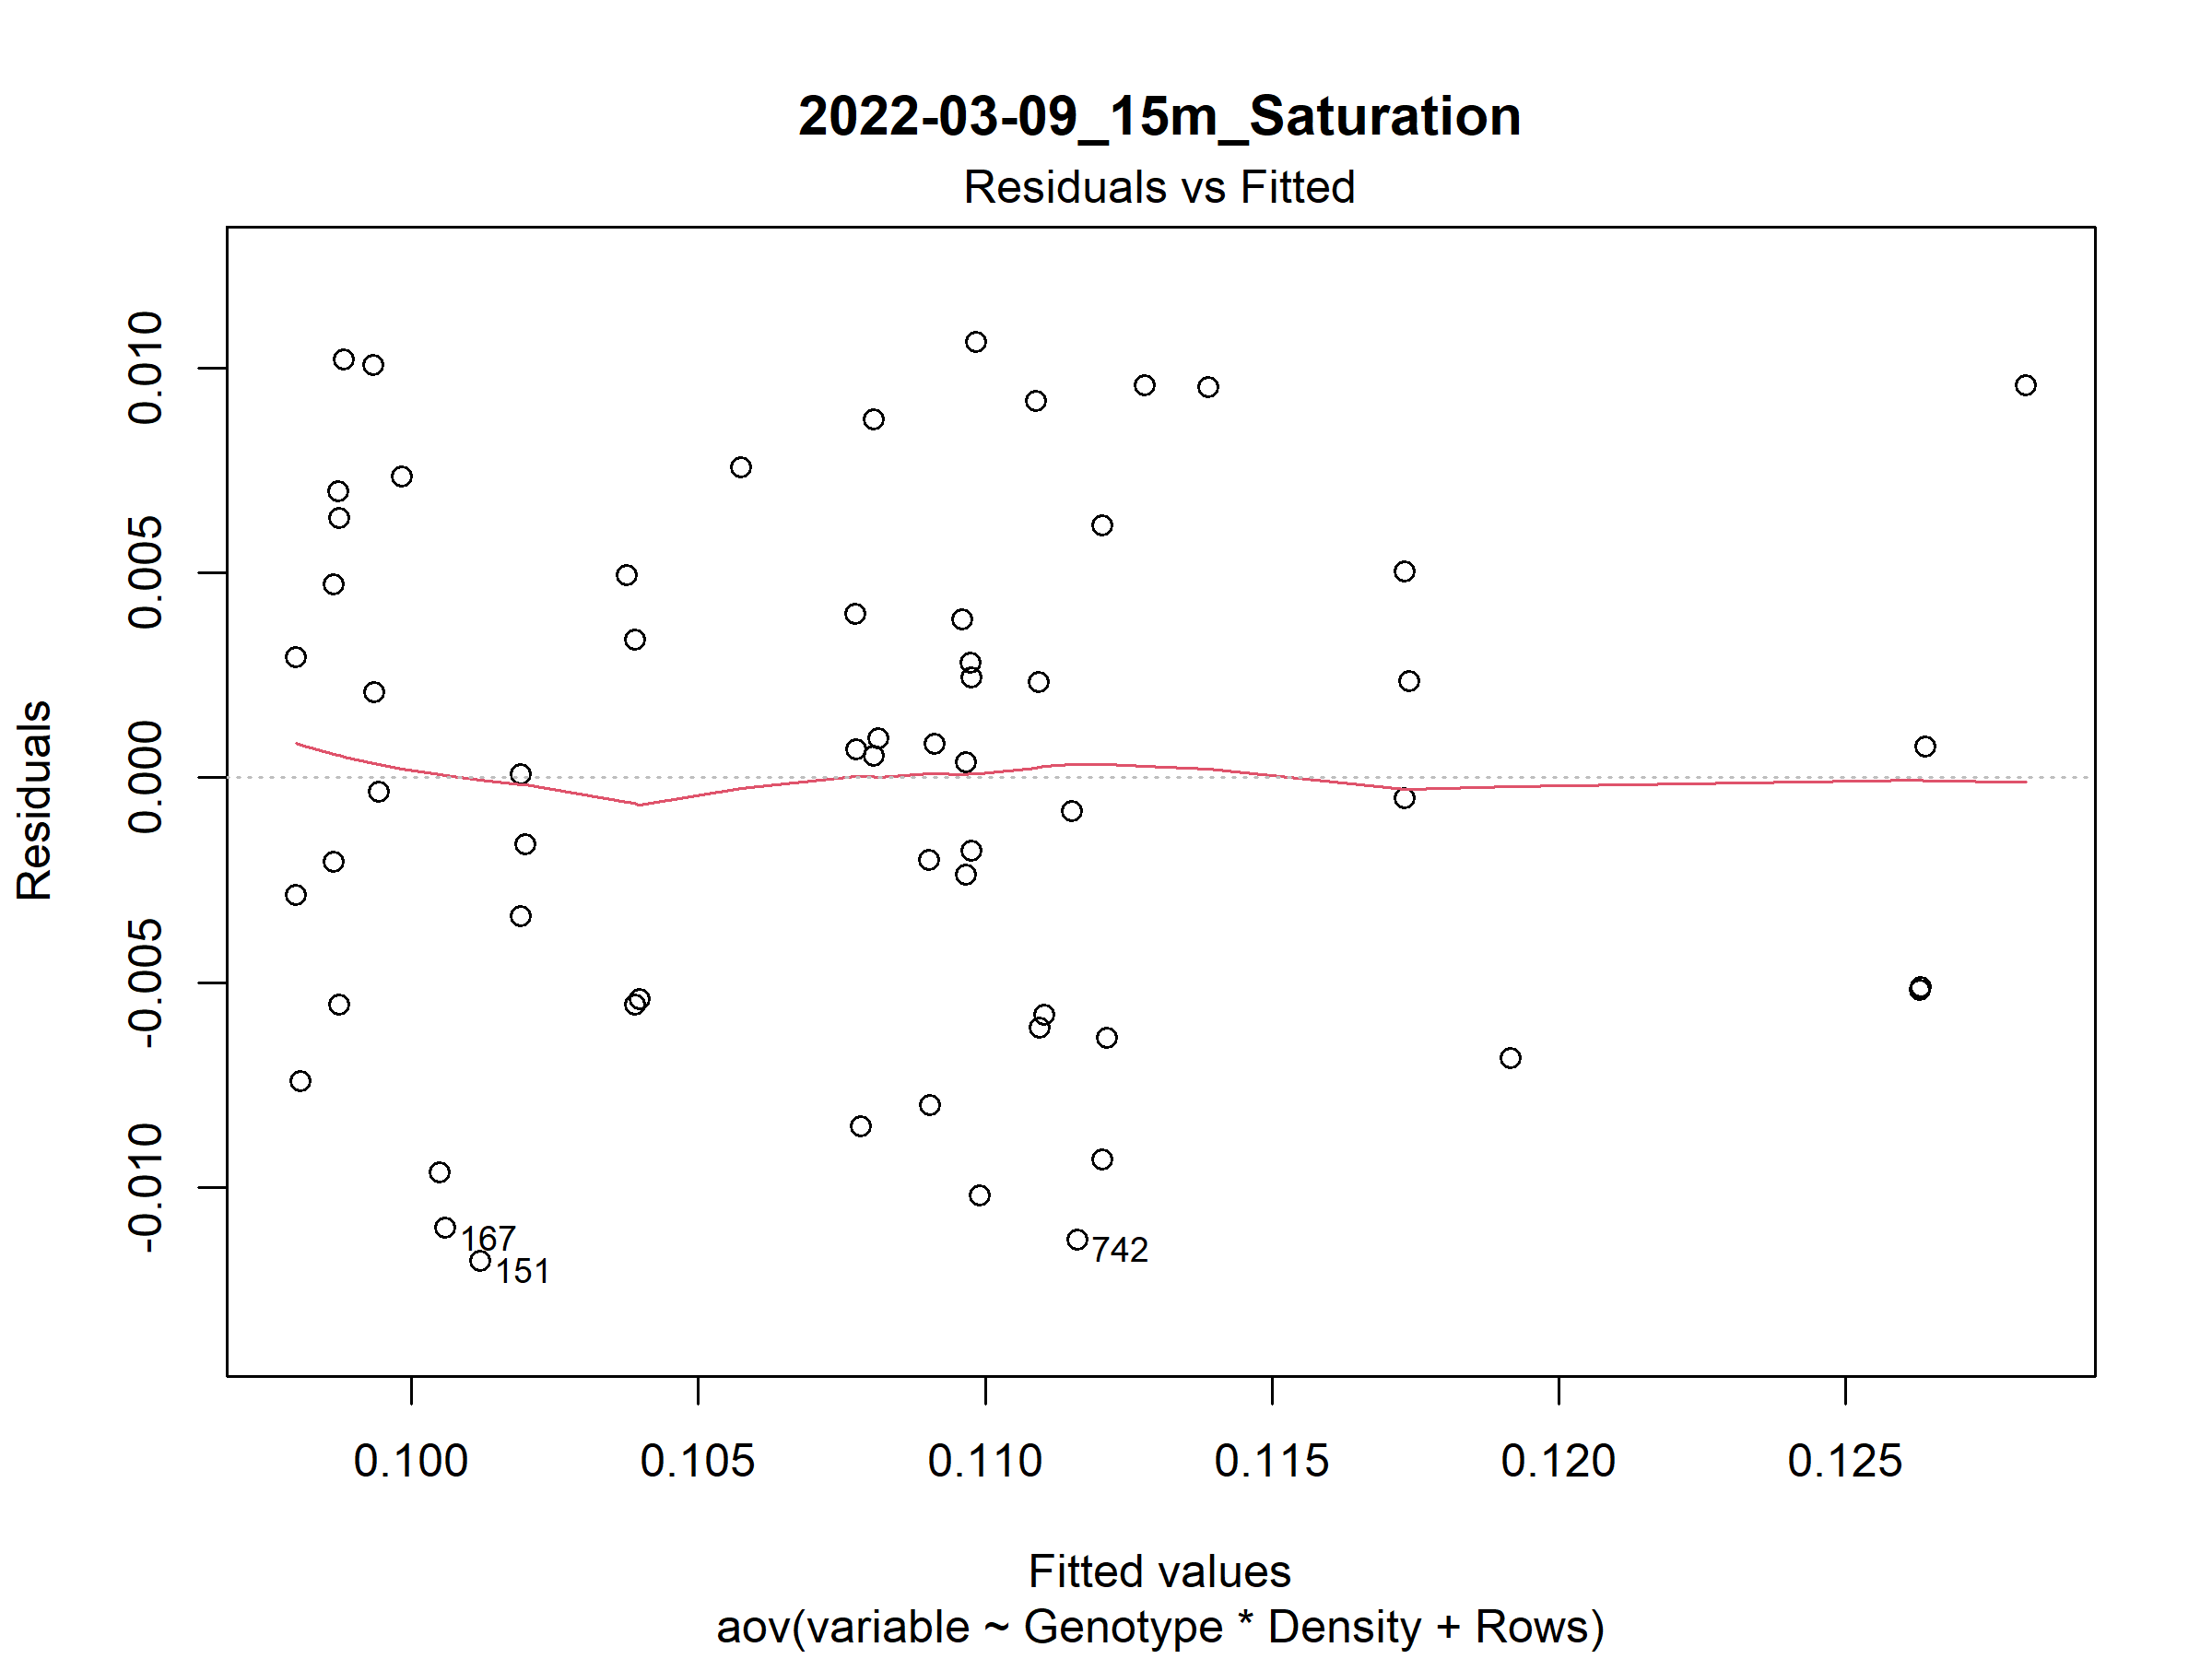 2022-03-09_15m_Saturation
Residuals vs Fitted
Residuals
0.010
0.005
0.000
-0.005
-0.010
167
151
742
0.100 0.105 0.110 0.115 0.120 0.125
Fitted values
aov(variable ~ Genotype * Density + Rows)